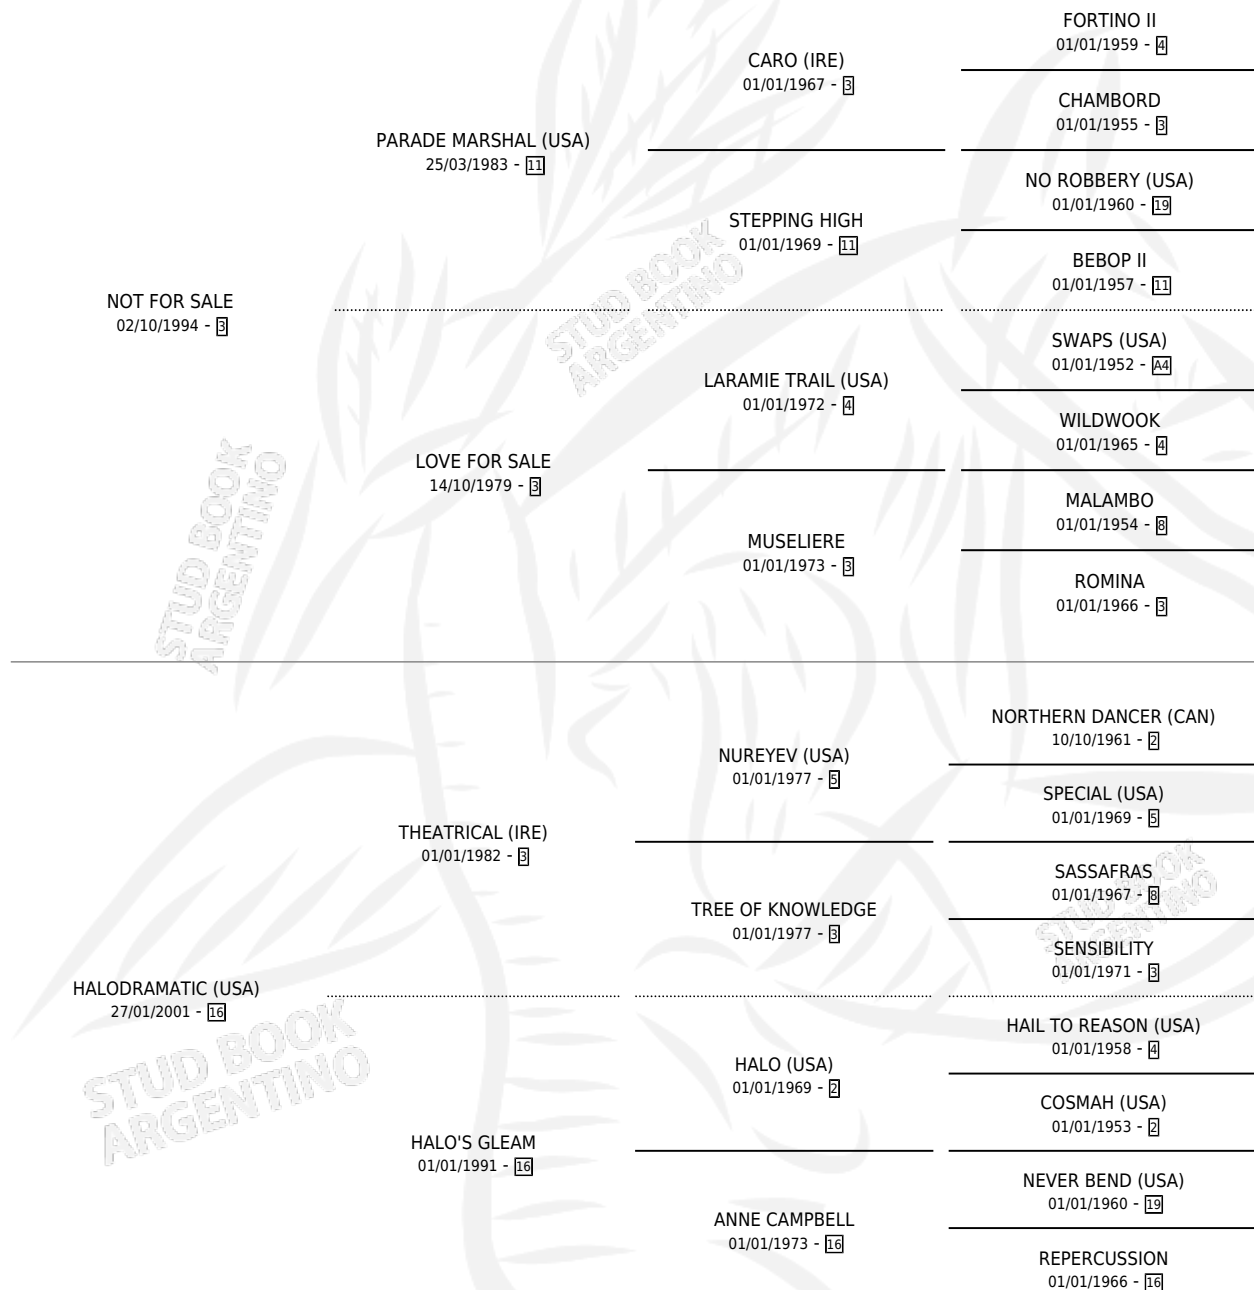 FORTINO II
01/01/1959 - 4
CARO (IRE)
01/01/1967 - 3
CHAMBORD
01/01/1955 - 3
PARADE MARSHAL (USA)
25/03/1983 - 11
NO ROBBERY (USA)
01/01/1960 - 19
STEPPING HIGH
01/01/1969 - 11
BEBOP II
01/01/1957 - 11
NOT FOR SALE
02/10/1994 - 3
STUD BOOK
ARGENTINO
SWAPS (USA)
01/01/1952 - A4
LARAMIE TRAIL (USA)
01/01/1972 - 4
WILDWOOK
01/01/1965 - 4
LOVE FOR SALE
14/10/1979 - 3
MALAMBO
01/01/1954 - 8
MUSELIERE
01/01/1973 - 3
ROMINA
01/01/1966 - 3
STUD BOOK
ARGENTINO
NORTHERN DANCER (CAN)
10/10/1961 - 2
NUREYEV (USA)
01/01/1977 - 5
SPECIAL (USA)
01/01/1969 - 5
THEATRICAL (IRE)
01/01/1982 - 3
SASSAFRAS
01/01/1967 - 8
TREE OF KNOWLEDGE
01/01/1977 - 3
STUD BOOK
ARGENTINO
SENSIBILITY
01/01/1971 - 3
HALODRAMATIC (USA)
27/01/2001 - 16
HAIL TO REASON (USA)
01/01/1958 - 4
HALO (USA)
01/01/1969 - 2
COSMAH (USA)
01/01/1953 - 2
STUD BOOK
ARGENTINO
HALO'S GLEAM
01/01/1991 - 16
NEVER BEND (USA)
01/01/1960 - 19
ANNE CAMPBELL
01/01/1973 - 16
REPERCUSSION
01/01/1966 - 16